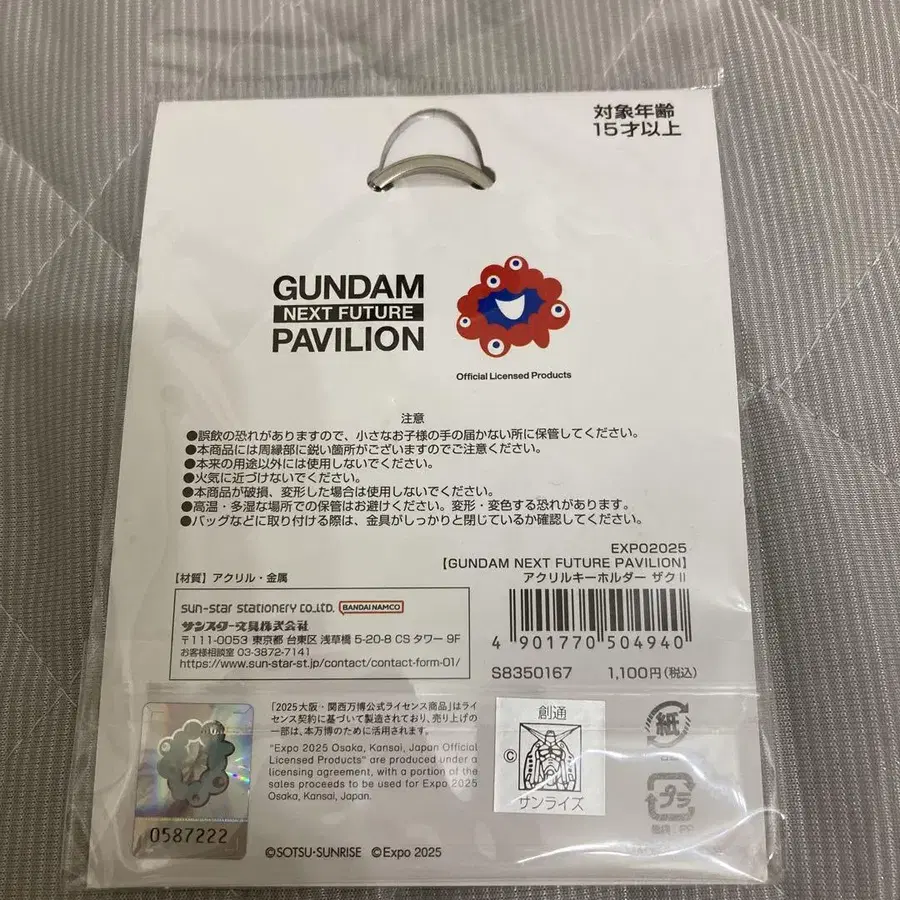 対象年齢
15才以上
GUNDAM
NEXT FUTURE
PAVILION
Official Licensed Products
注意
●誤飲の恐れがありますので、小さなお子様の手の届かない所に保管してください。
●本商品には周縁部に鋭い箇所がございますのでご注意ください。
●本来の用途以外には使用しないでください。
●火気に近づけないでください。
●本商品が破損、変形した場合は使用しないでください。
●高温・多湿な場所での保管はお避けください。変形・変色する恐れがあります。
●バッグなどに取り付ける際は、金具がしっかりと閉じているか確認してください。
EXPO2025
【GUNDAM NEXT FUTURE PAVILION】
アクリルキーホルダー ザクⅡ
【材質】アクリル・金属
sun-star stationery co.,ltd. BANDAI NAMCO
サンスター文具株式会社
〒111-0053 東京都 台東区 浅草橋 5-20-8 CS タワー 9F
お客様相談室 03-3872-7141
https://www.sun-star-st.jp/contact/contact-form-01/
4 901770 504940
S8350167 1,100円(税込)
「2025大阪・関西万博公式ライセンス商品」はライ
センス契約に基づいて製造されており、売り上げの
一部は、本万博のために活用されます。
"Expo 2025 Osaka, Kansai, Japan Official
Licensed Products" are produced under a
licensing agreement, with a portion of the
sales proceeds to be used for Expo 2025
Osaka, Kansai, Japan.
0587222
創通
©
サンライズ
紙
プラ
©SOTSU・SUNRISE ©Expo 2025